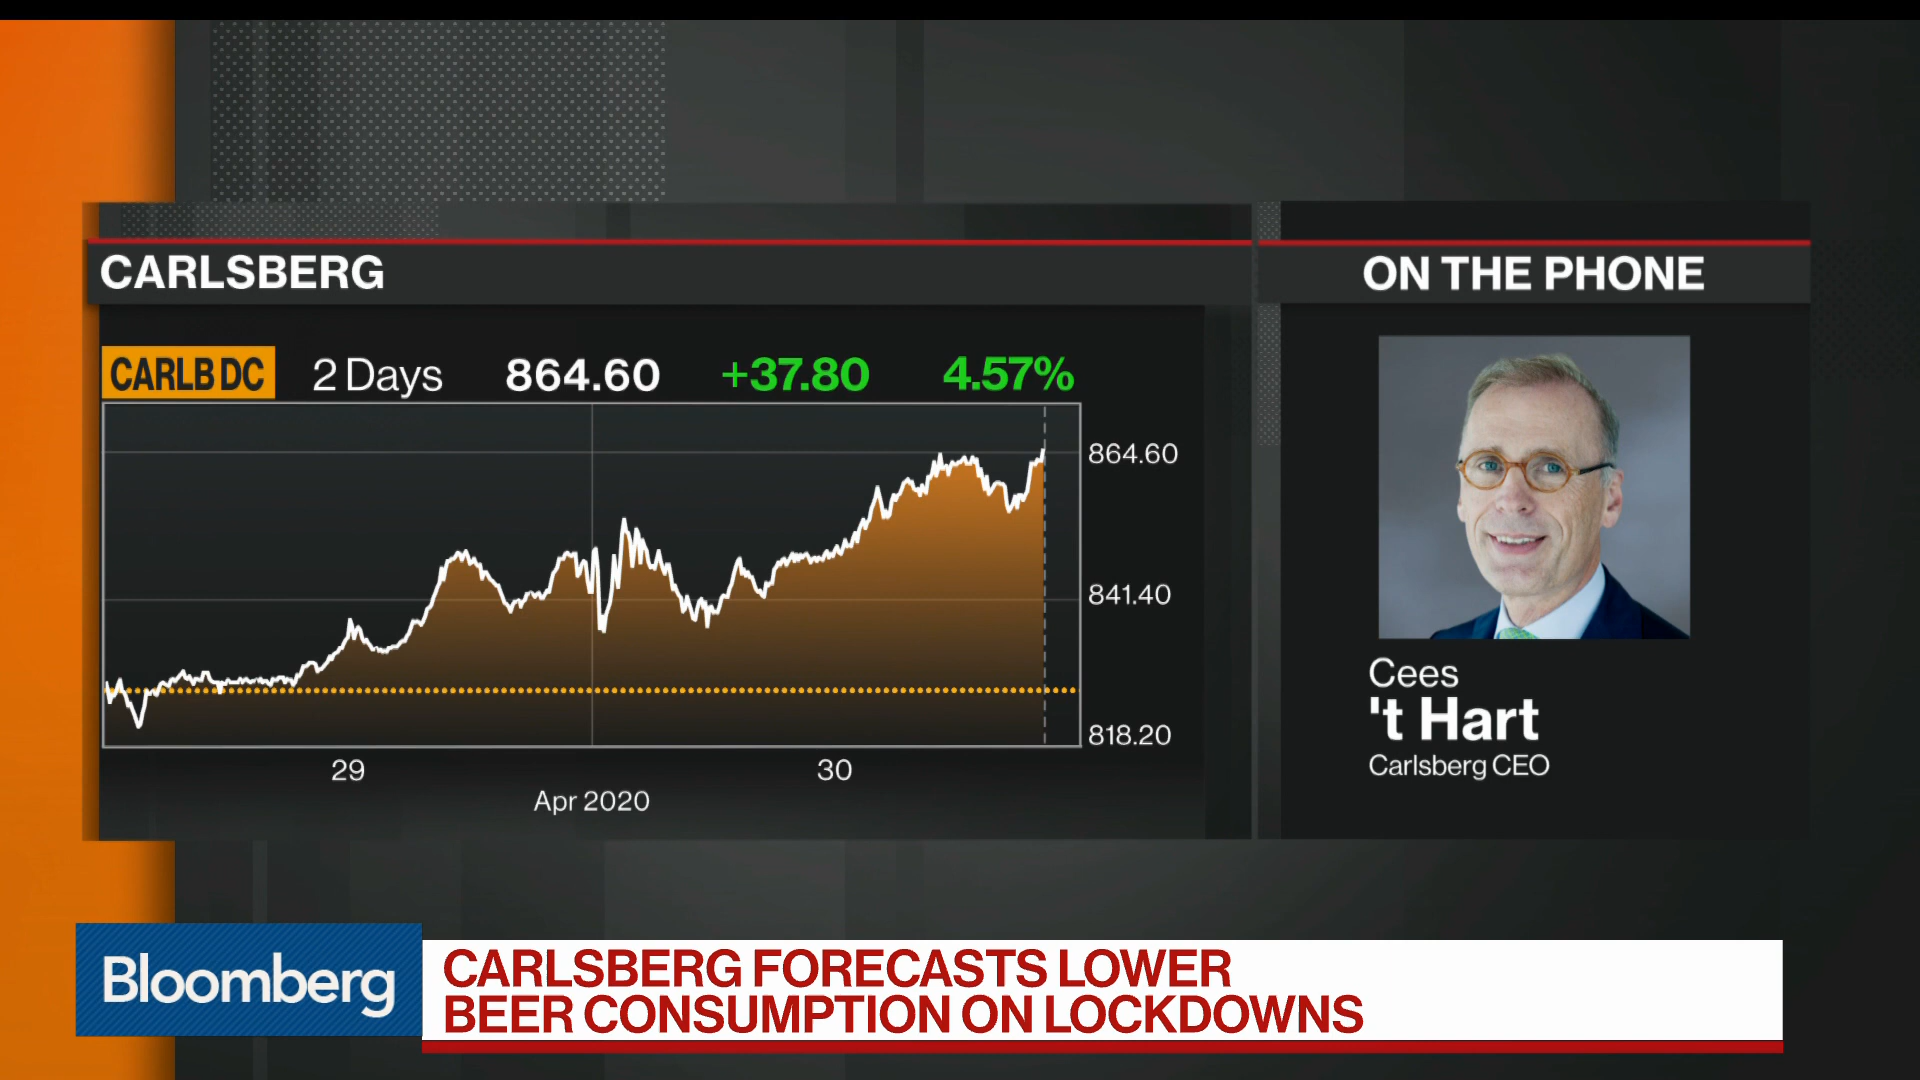 CARLSBERG
CARLB DC 2 Days 864.60 +37.80 4.57%
864.60
841.40
818.20
29 30
Apr 2020
ON THE PHONE
Cees
't Hart
Carlsberg CEO
Bloomberg
CARLSBERG FORECASTS LOWER
BEER CONSUMPTION ON LOCKDOWNS